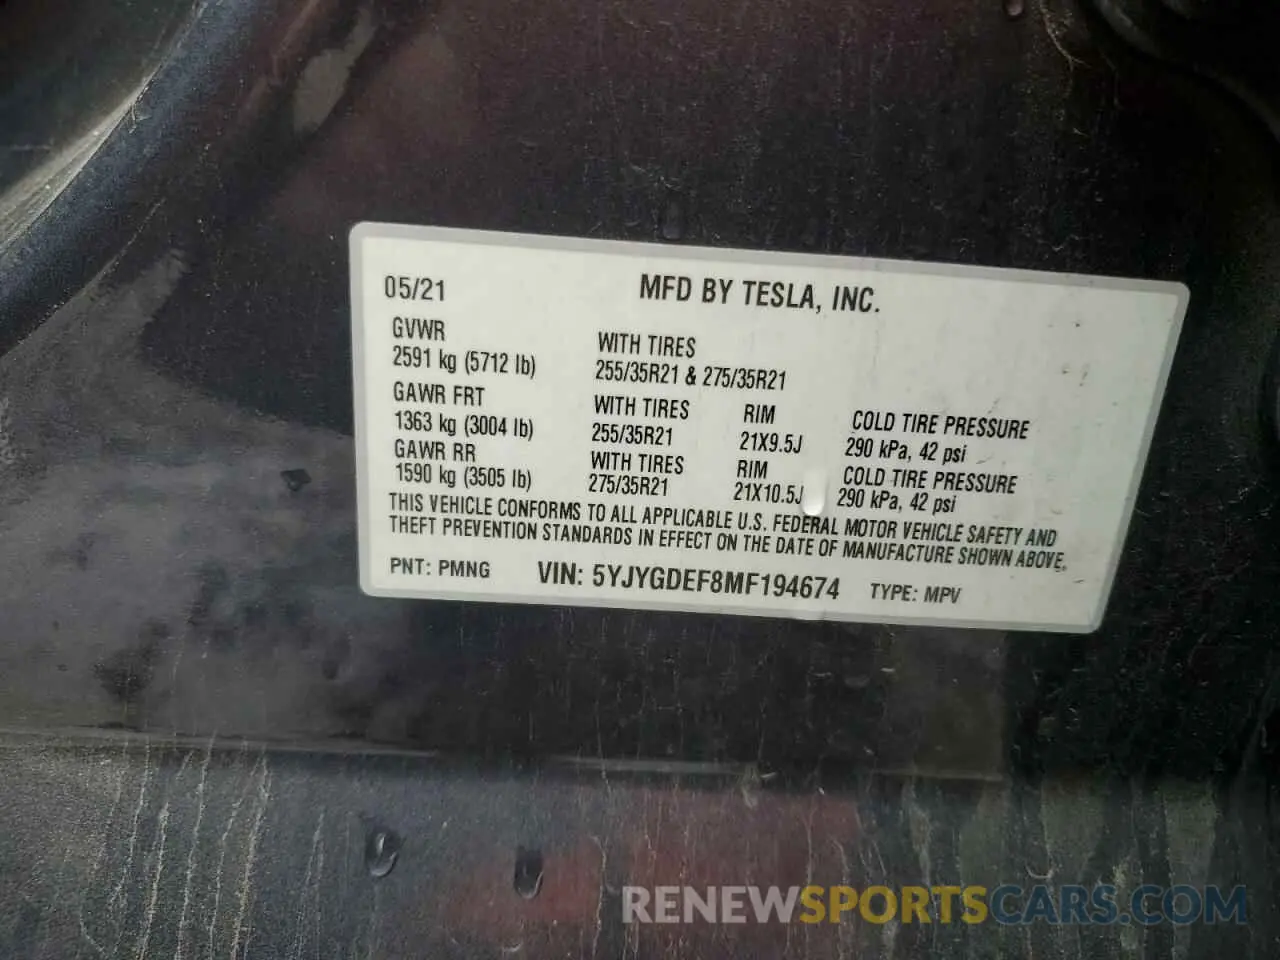 05/21 MFD BY TESLA, INC.
GVWR WITH TIRES
2591 kg (5712 lb) 255/35R21 & 275/35R21
GAWR FRT WITH TIRES RIM COLD TIRE PRESSURE
1363 kg (3004 lb) 255/35R21 21X9.5J 290 kPa, 42 psi
GAWR RR WITH TIRES RIM COLD TIRE PRESSURE
1590 kg (3505 lb) 275/35R21 21X10.5J 290 kPa, 42 psi
THIS VEHICLE CONFORMS TO ALL APPLICABLE U.S. FEDERAL MOTOR VEHICLE SAFETY AND
THEFT PREVENTION STANDARDS IN EFFECT ON THE DATE OF MANUFACTURE SHOWN ABOVE.
PNT: PMNG VIN: 5YJYGDEF8MF194674 TYPE: MPV
RENEWSPORTSCARS.COM